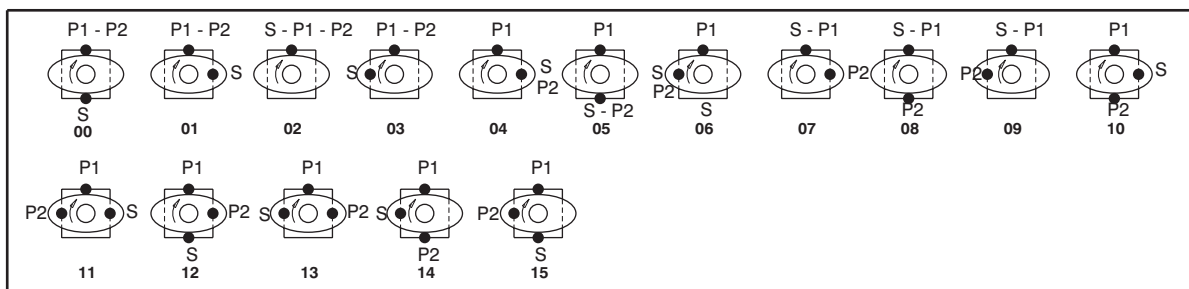 P1 - P2 P1 - P2 S - P1 - P2 P1 - P2 P1 P1 P1 S - P1 S - P1 S - P1 P1
S S S P2 S P2 P2 S
P2 P2
S S - P2 S P2 P2
00 01 02 03 04 05 06 07 08 09 10
P1 P1 P1 P1 P1
P2 S P2 S P2 S P2
S P2 S
11 12 13 14 15